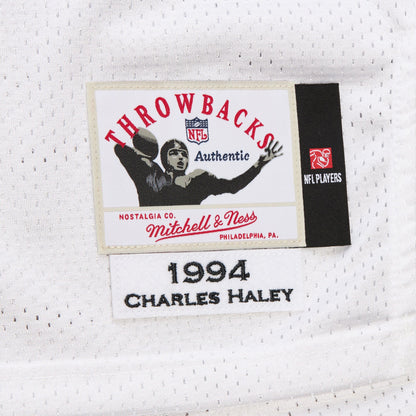 THROWBACKS
NFL
Authentic
NFL PLAYERS
NOSTALGIA CO.
Mitchell & Ness
PHILADELPHIA, PA.
1994
CHARLES HALEY